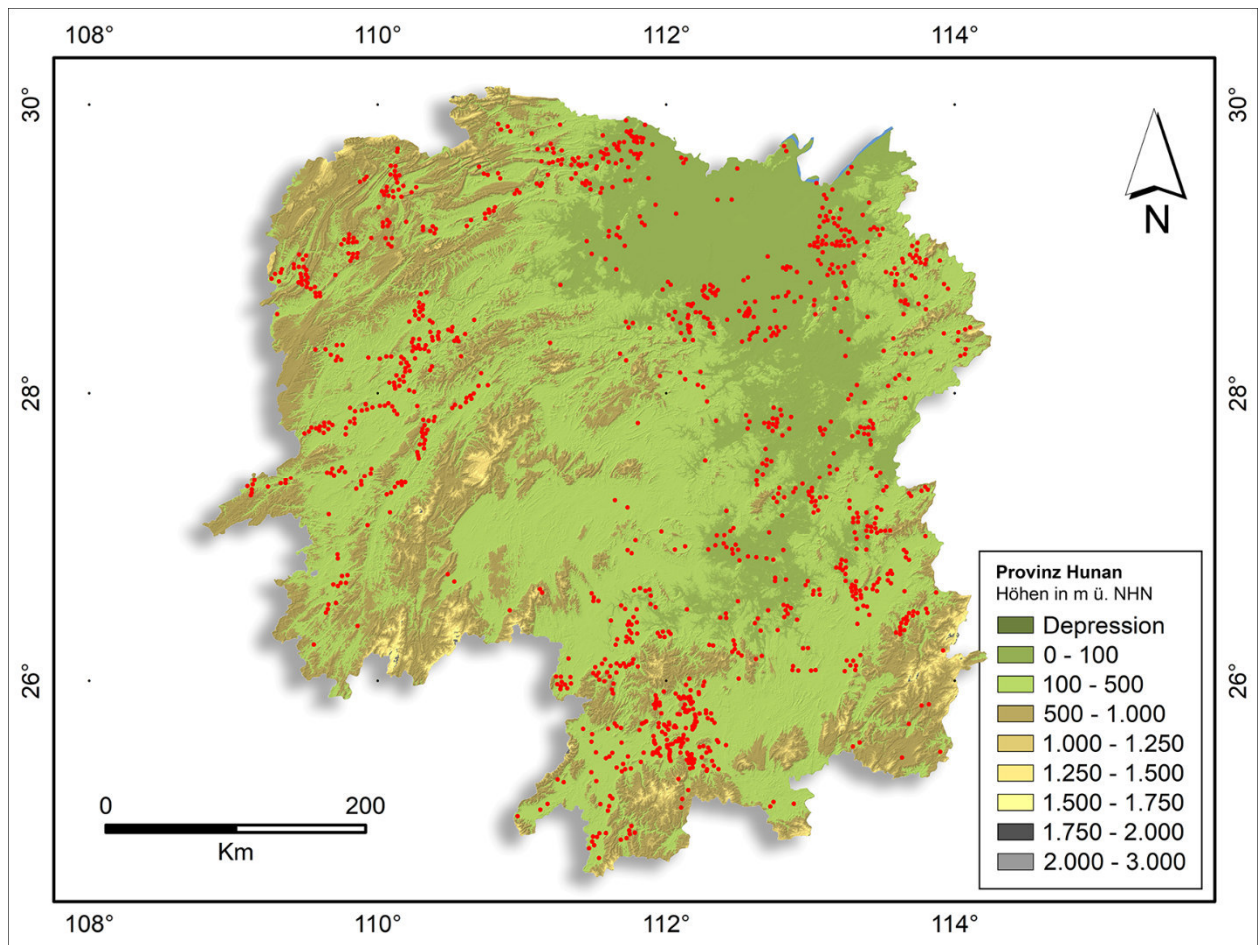 108° 110° 112° 114°
30° 30°
N
28° 28°
26° 26°
Provinz Hunan
Höhen in m ü. NHN
Depression
0 - 100
100 - 500
500 - 1.000
1.000 - 1.250
1.250 - 1.500
1.500 - 1.750
1.750 - 2.000
2.000 - 3.000
0 200
Km
108° 110° 112° 114°